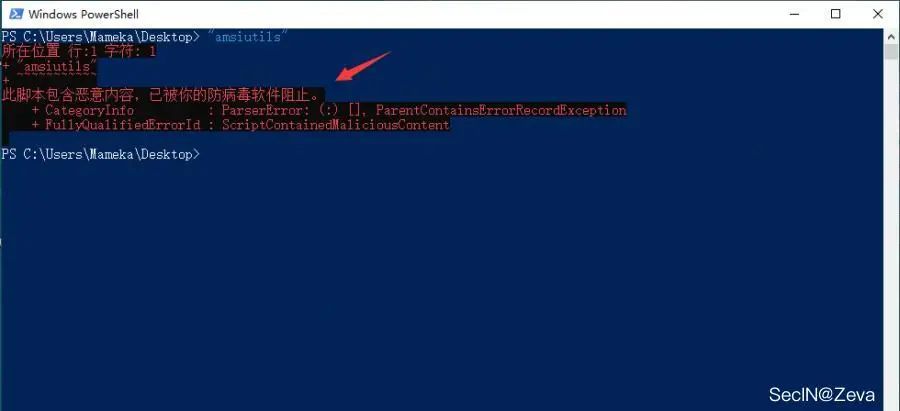 Windows PowerShell
PS C:\Users\Mameka\Desktop> "amsiutils"
所在位置 行:1 字符: 1
+ "amsiutils"
+ ~~~~~~~~~~~
此脚本包含恶意内容，已被你的防病毒软件阻止。
    + CategoryInfo          : ParserError: (:) [], ParentContainsErrorRecordException
    + FullyQualifiedErrorId : ScriptContainedMaliciousContent
PS C:\Users\Mameka\Desktop>
SecIN@Zeva